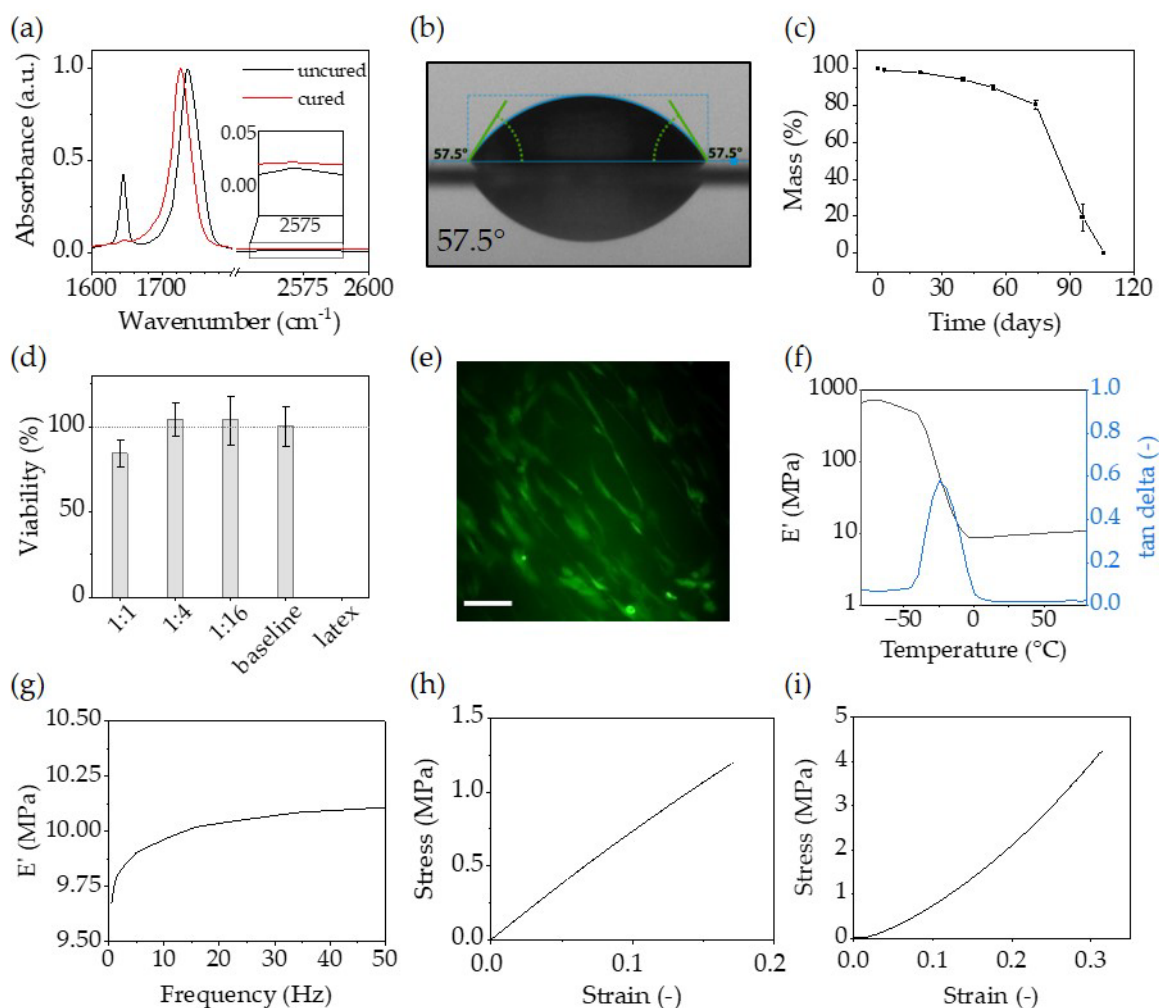 (a)
Absorbance (a.u.)
1.0
0.5
0.0
uncured
cured
0.05
0.00
2575
1600
1700
2575
2600
Wavenumber (cm⁻¹)
(b)
57.5°
57.5°
57.5°
(c)
Mass (%)
100
80
60
40
20
0
0
30
60
90
120
Time (days)
(d)
Viability (%)
100
50
0
1:1
1:4
1:16
baseline
latex
(e)
(f)
E' (MPa)
1000
100
10
1
1.0
0.8
0.6
0.4
0.2
0.0
tan delta (-)
−50
0
50
Temperature (°C)
(g)
E' (MPa)
10.50
10.25
10.00
9.75
9.50
0
10
20
30
40
50
Frequency (Hz)
(h)
Stress (MPa)
1.5
1.0
0.5
0.0
0.0
0.1
0.2
Strain (-)
(i)
Stress (MPa)
5
4
3
2
1
0
0.0
0.1
0.2
0.3
Strain (-)